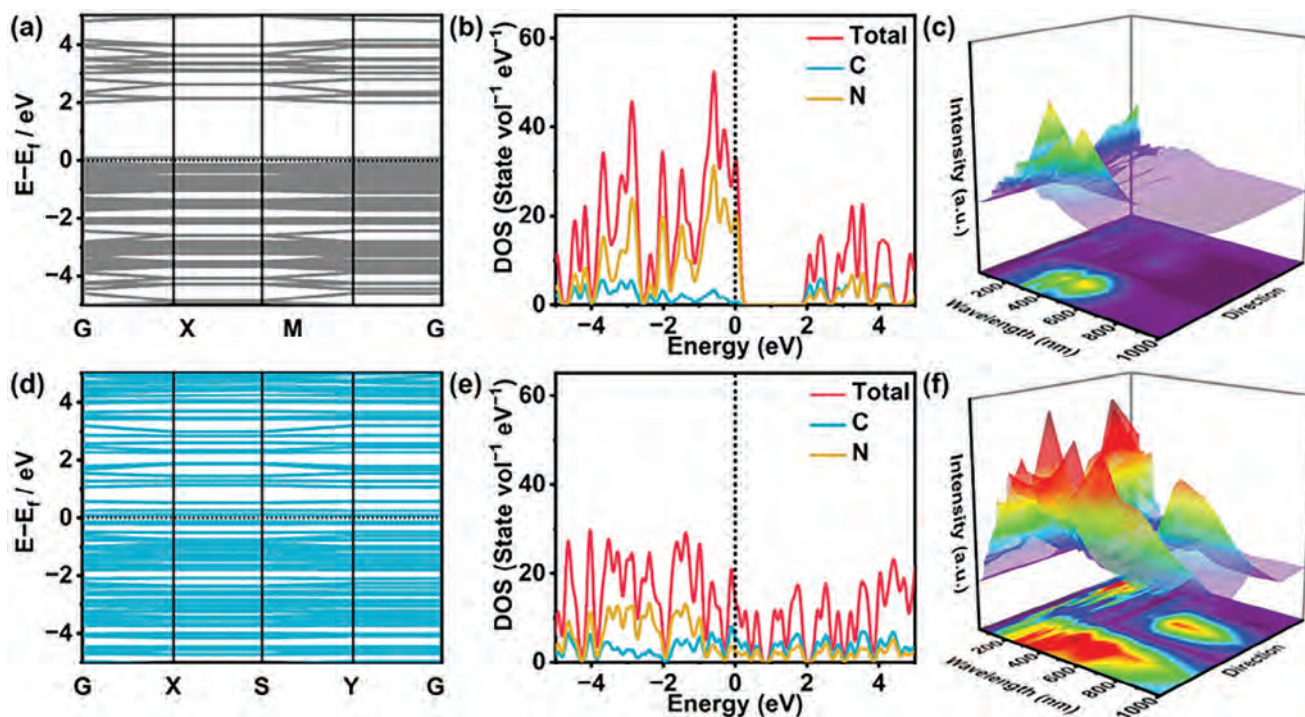 (a)
E−E_f / eV
4
2
0
−2
−4
G X M G
(b)
DOS (State vol⁻¹ eV⁻¹)
60
40
20
0
Total
C
N
−4 −2 0 2 4
Energy (eV)
(c)
Intensity (a.u.)
200 400 600 800 1000
Wavelength (nm)
Direction
(d)
E−E_f / eV
4
2
0
−2
−4
G X S Y G
(e)
DOS (State vol⁻¹ eV⁻¹)
60
40
20
0
Total
C
N
−4 −2 0 2 4
Energy (eV)
(f)
Intensity (a.u.)
200 400 600 800 1000
Wavelength (nm)
Direction